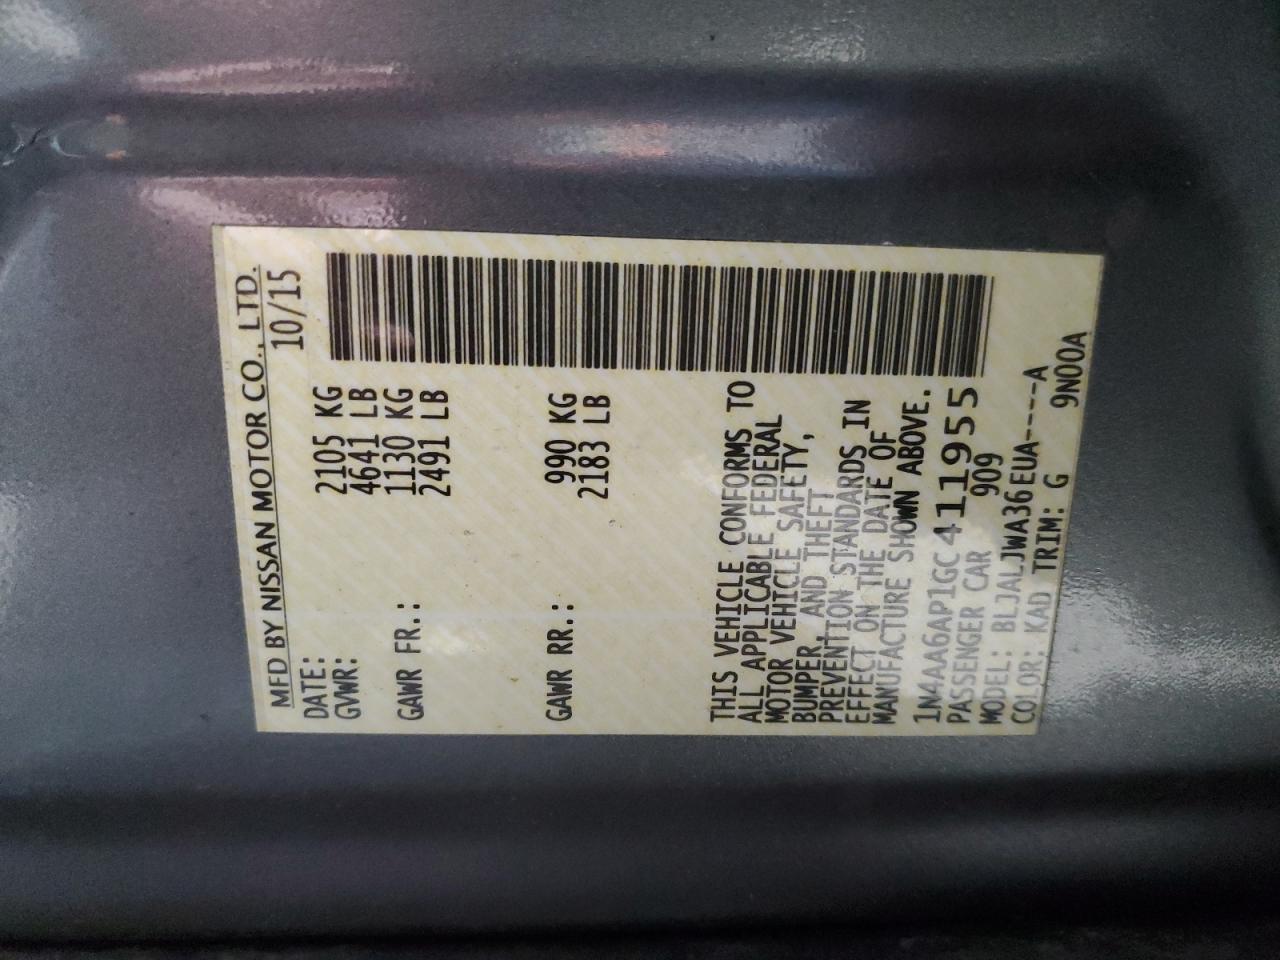 MFD BY NISSAN MOTOR CO., LTD.
DATE: 10/15
GVWR: 2105 KG
4641 LB
GAWR FR.: 1130 KG
2491 LB
GAWR RR.: 990 KG
2183 LB
THIS VEHICLE CONFORMS TO
ALL APPLICABLE FEDERAL
MOTOR VEHICLE SAFETY,
BUMPER, AND THEFT
PREVENTION STANDARDS IN
EFFECT ON THE DATE OF
MANUFACTURE SHOWN ABOVE.
1N4AA6AP1GC411955
PASSENGER CAR 909
MODEL: BLJALJWA36EUA----A
COLOR: KAD TRIM: G 9N00A